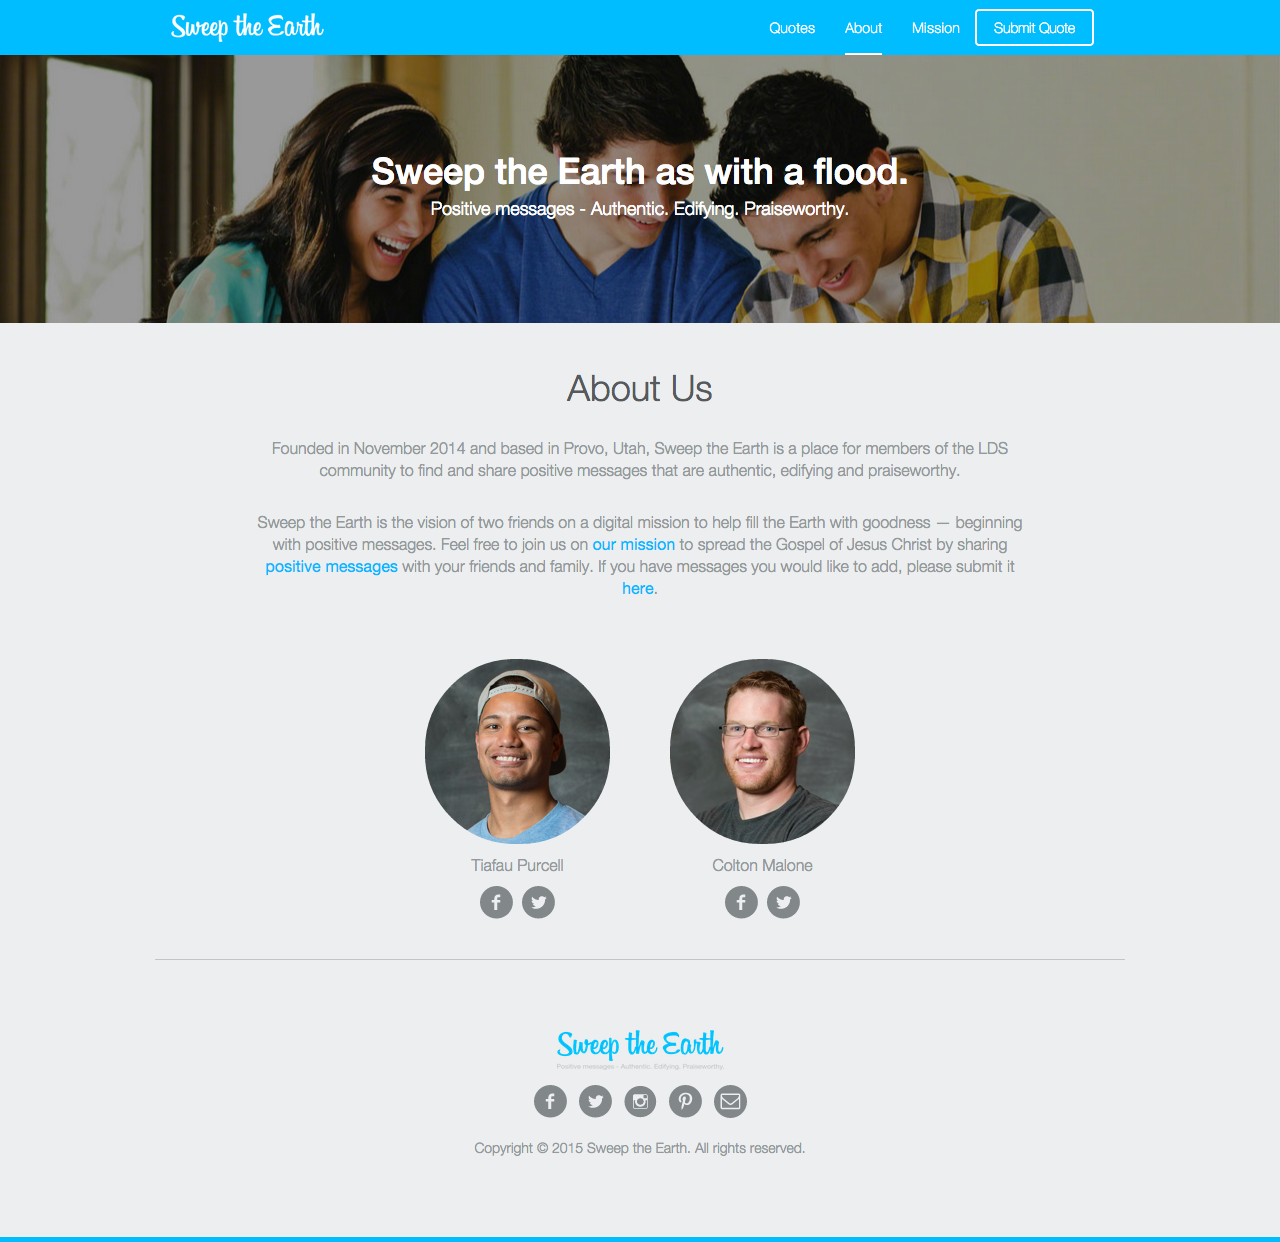 Sweep the Earth
Quotes
About
Mission
Submit Quote
Sweep the Earth as with a flood.
Positive messages - Authentic. Edifying. Praiseworthy.
About Us
Founded in November 2014 and based in Provo, Utah, Sweep the Earth is a place for members of the LDS
community to find and share positive messages that are authentic, edifying and praiseworthy.
Sweep the Earth is the vision of two friends on a digital mission to help fill the Earth with goodness — beginning
with positive messages. Feel free to join us on our mission to spread the Gospel of Jesus Christ by sharing
positive messages with your friends and family. If you have messages you would like to add, please submit it
here.
Tiafau Purcell
Colton Malone
Sweep the Earth
Positive messages - Authentic. Edifying. Praiseworthy.
Copyright © 2015 Sweep the Earth. All rights reserved.